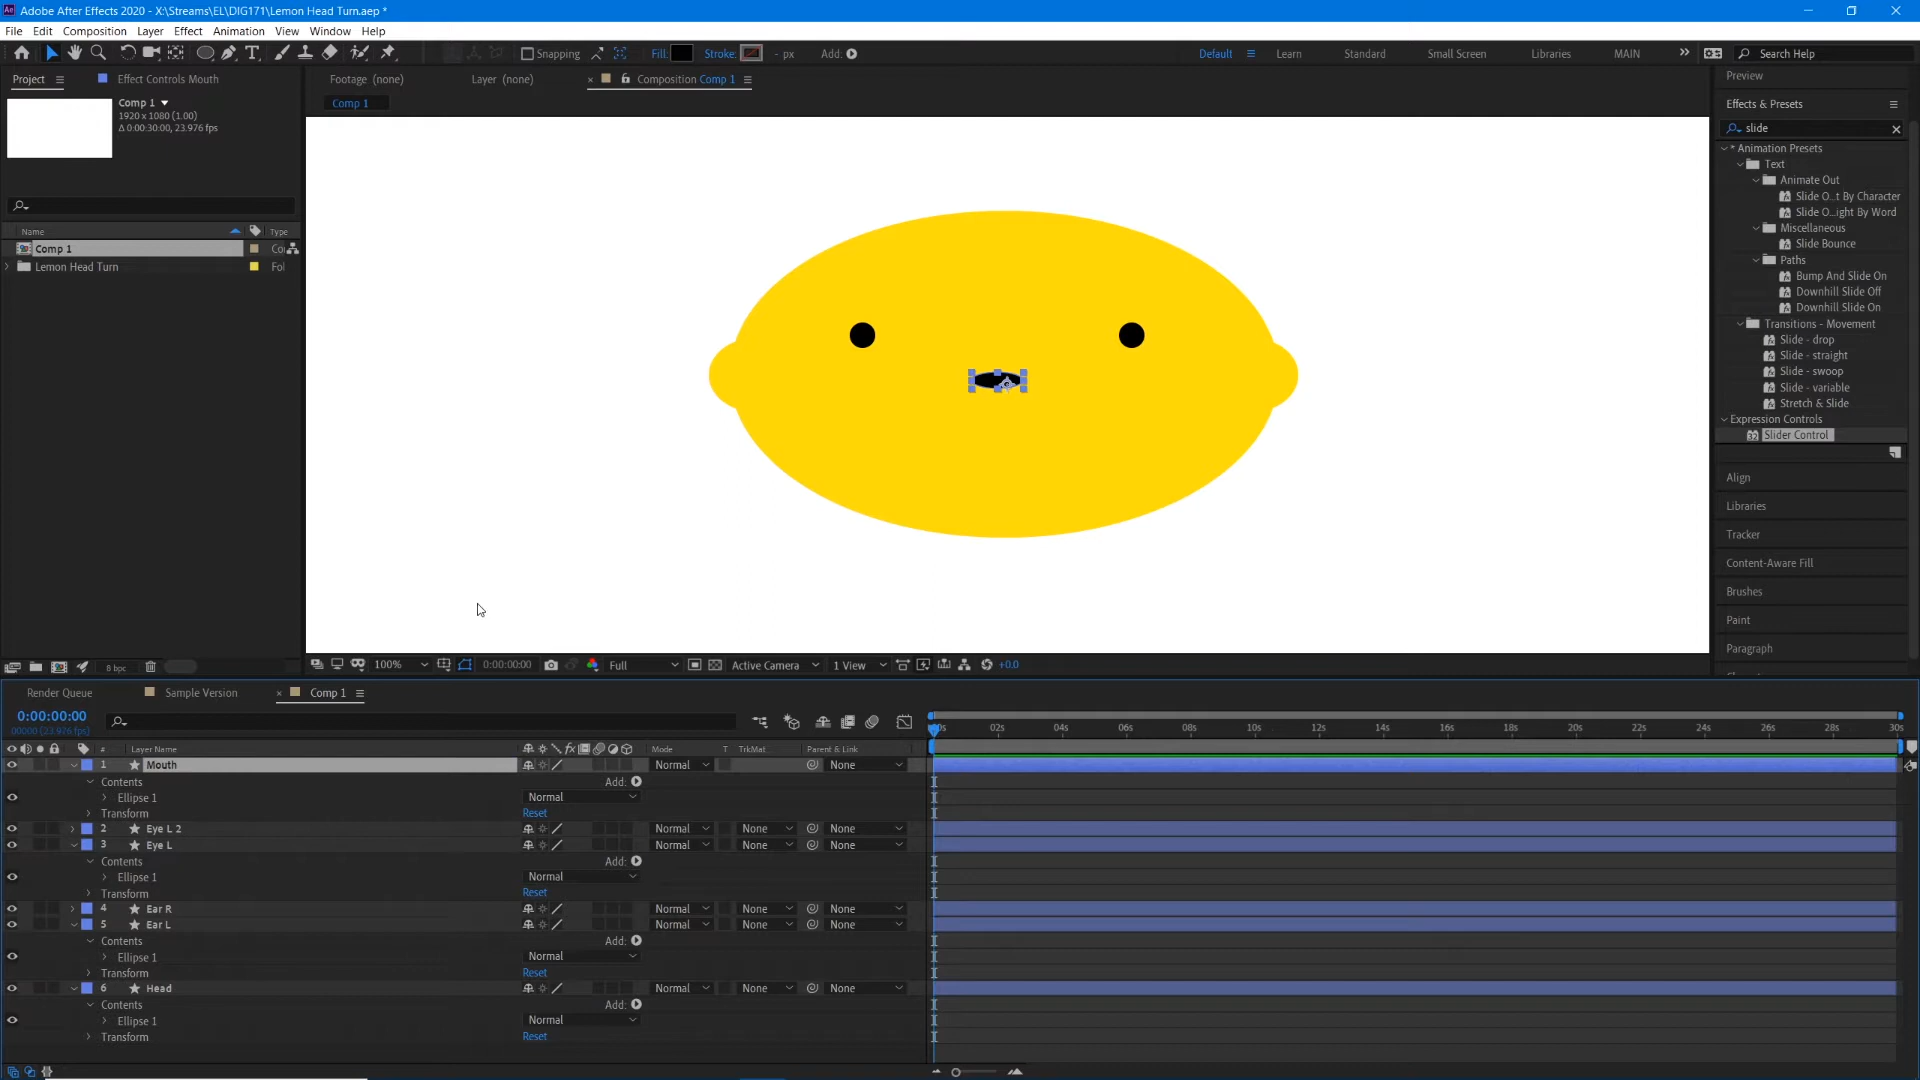 Adobe After Effects 2020 - X:\Streams\EL\DIG171\Lemon Head Turn.aep *
File Edit Composition Layer Effect Animation View Window Help
Snapping Fill: Stroke: - px Add: Default Learn Standard Small Screen Libraries MAIN Search Help
Project Effect Controls Mouth Footage (none) Layer (none) Composition Comp 1 Preview
Comp 1
Comp 1
1920 x 1080 (1.00)
Δ 0:00:30:00, 23.976 fps
Name Type
Comp 1 Co
Lemon Head Turn Fol
8 bpc
Effects & Presets
slide
* Animation Presets
Text
Animate Out
Slide O...t By Character
Slide O...ight By Word
Miscellaneous
Slide Bounce
Paths
Bump And Slide On
Downhill Slide Off
Downhill Slide On
Transitions - Movement
Slide - drop
Slide - straight
Slide - swoop
Slide - variable
Stretch & Slide
Expression Controls
Slider Control
Align
Libraries
Tracker
Content-Aware Fill
Brushes
Paint
Paragraph
100% 0:00:00:00 Full Active Camera 1 View +0.0
Render Queue Sample Version Comp 1
0:00:00:00
00000 (23.976 fps)
02s 04s 06s 08s 10s 12s 14s 16s 18s 20s 22s 24s 26s 28s 30s
# Layer Name Mode T TrkMat Parent & Link
1 Mouth Normal None
Contents Add:
Ellipse 1 Normal
Transform Reset
2 Eye L 2 Normal None None
3 Eye L Normal None None
Contents Add:
Ellipse 1 Normal
Transform Reset
4 Ear R Normal None None
5 Ear L Normal None None
Contents Add:
Ellipse 1 Normal
Transform Reset
6 Head Normal None None
Contents Add:
Ellipse 1 Normal
Transform Reset